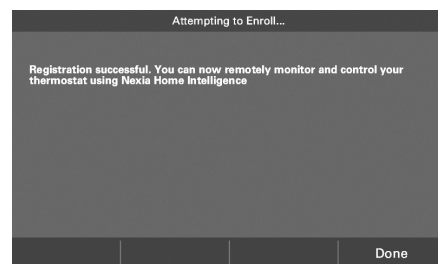 Attempting to Enroll...
Registration successful. You can now remotely monitor and control your
thermostat using Nexia Home Intelligence
Done